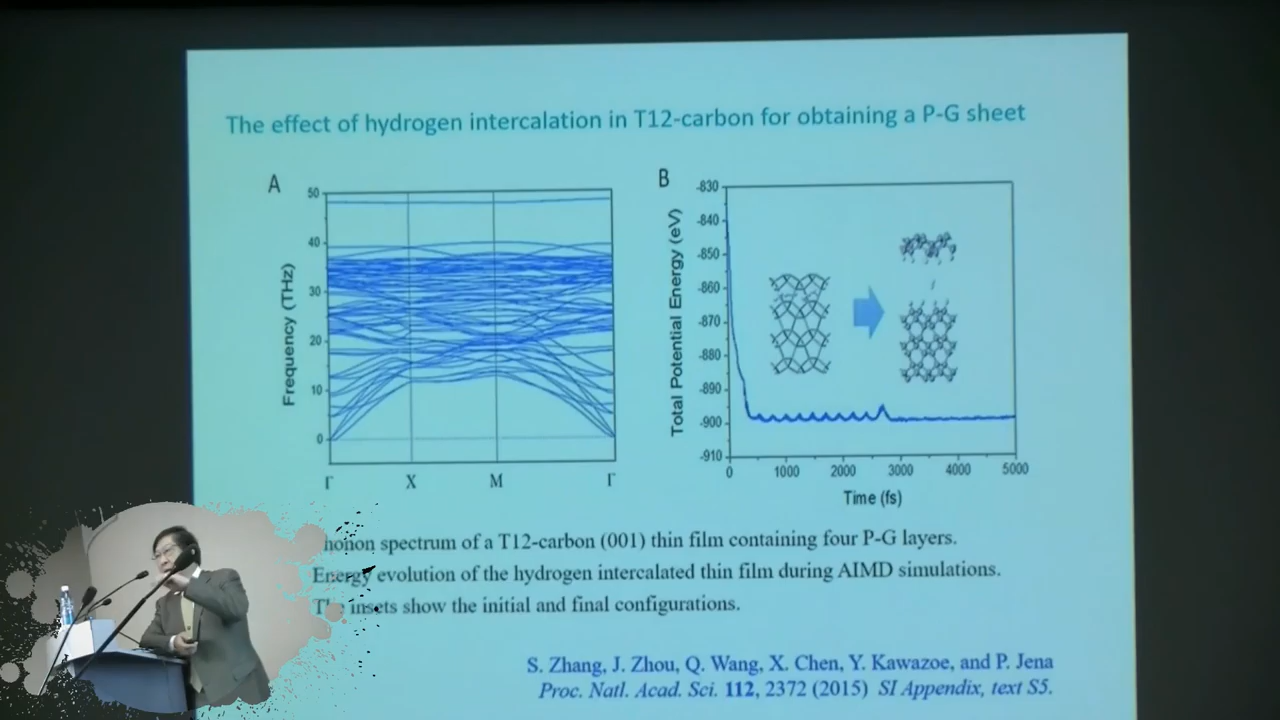 The effect of hydrogen intercalation in T12-carbon for obtaining a P-G sheet
A
50
40
30
20
10
0
Frequency (THz)
Γ X M Γ
B
-830
-840
-850
-860
-870
-880
-890
-900
-910
Total Potential Energy (eV)
0 1000 2000 3000 4000 5000
Time (fs)
honon spectrum of a T12-carbon (001) thin film containing four P-G layers.
Energy evolution of the hydrogen intercalated thin film during AIMD simulations.
The insets show the initial and final configurations.
S. Zhang, J. Zhou, Q. Wang, X. Chen, Y. Kawazoe, and P. Jena
Proc. Natl. Acad. Sci. 112, 2372 (2015) SI Appendix, text S5.